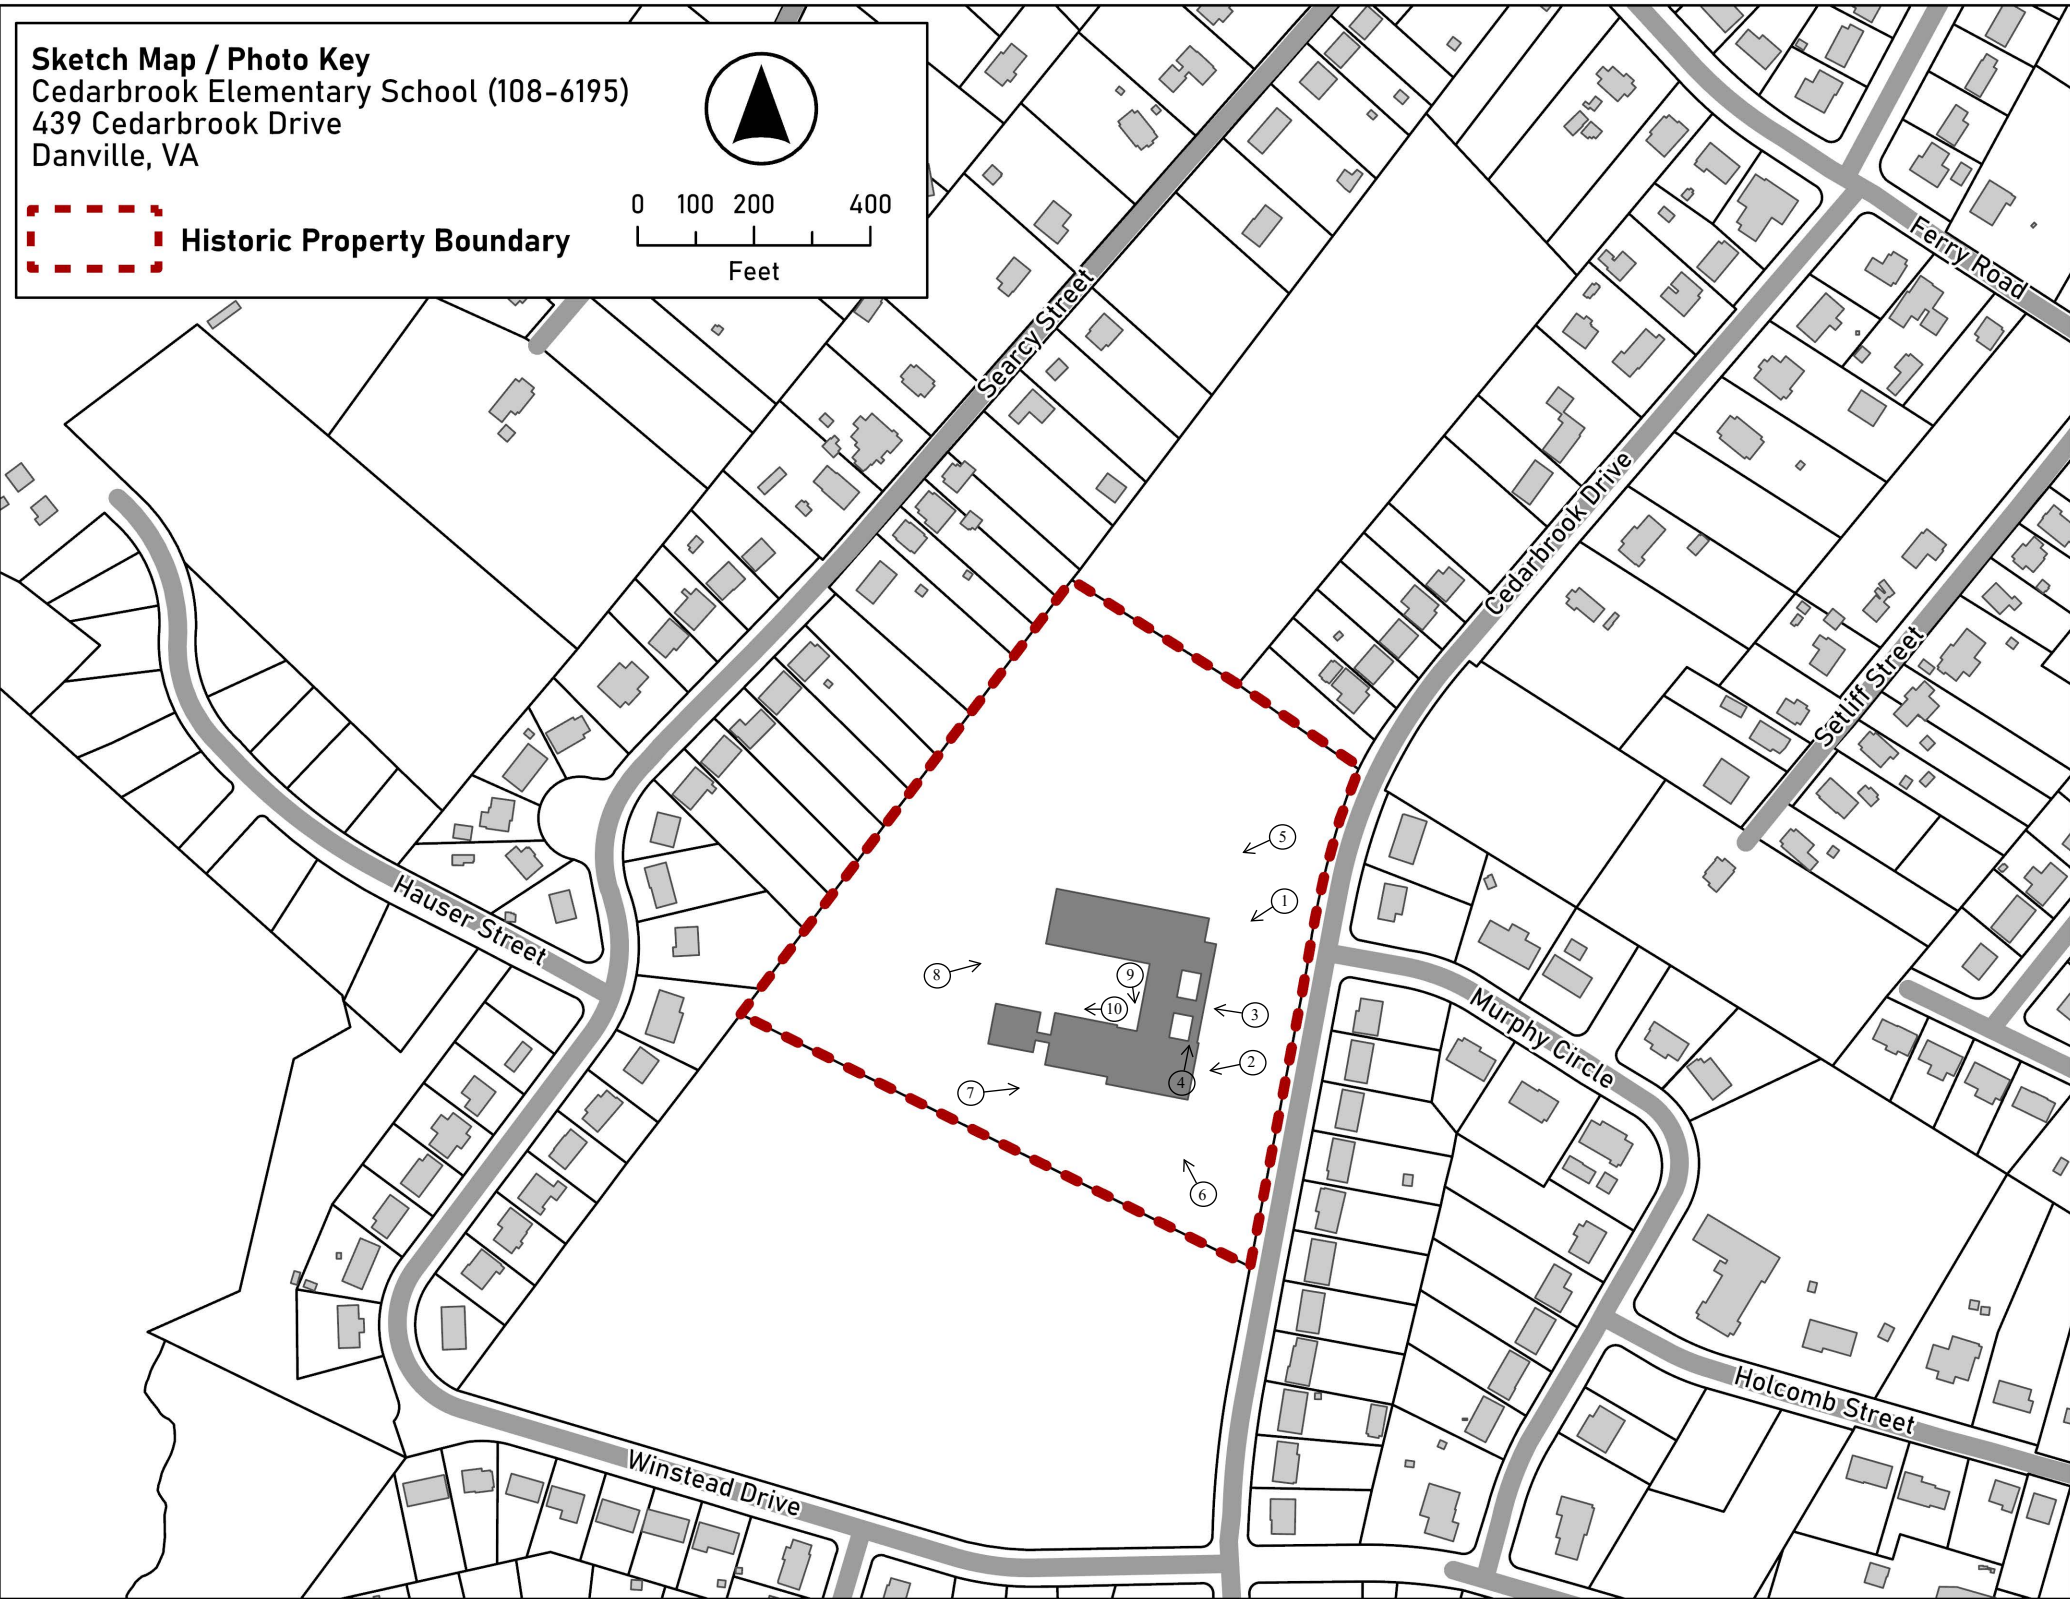 Sketch Map / Photo Key
Cedarbrook Elementary School (108-6195)
439 Cedarbrook Drive
Danville, VA
0 100 200 400
Feet
Historic Property Boundary
Ferry Road
Searcy Street
Cedarbrook Drive
Setliff Street
Hauser Street
Murphy Circle
Holcomb Street
Winstead Drive
5
1
8
9
10
3
2
4
7
6